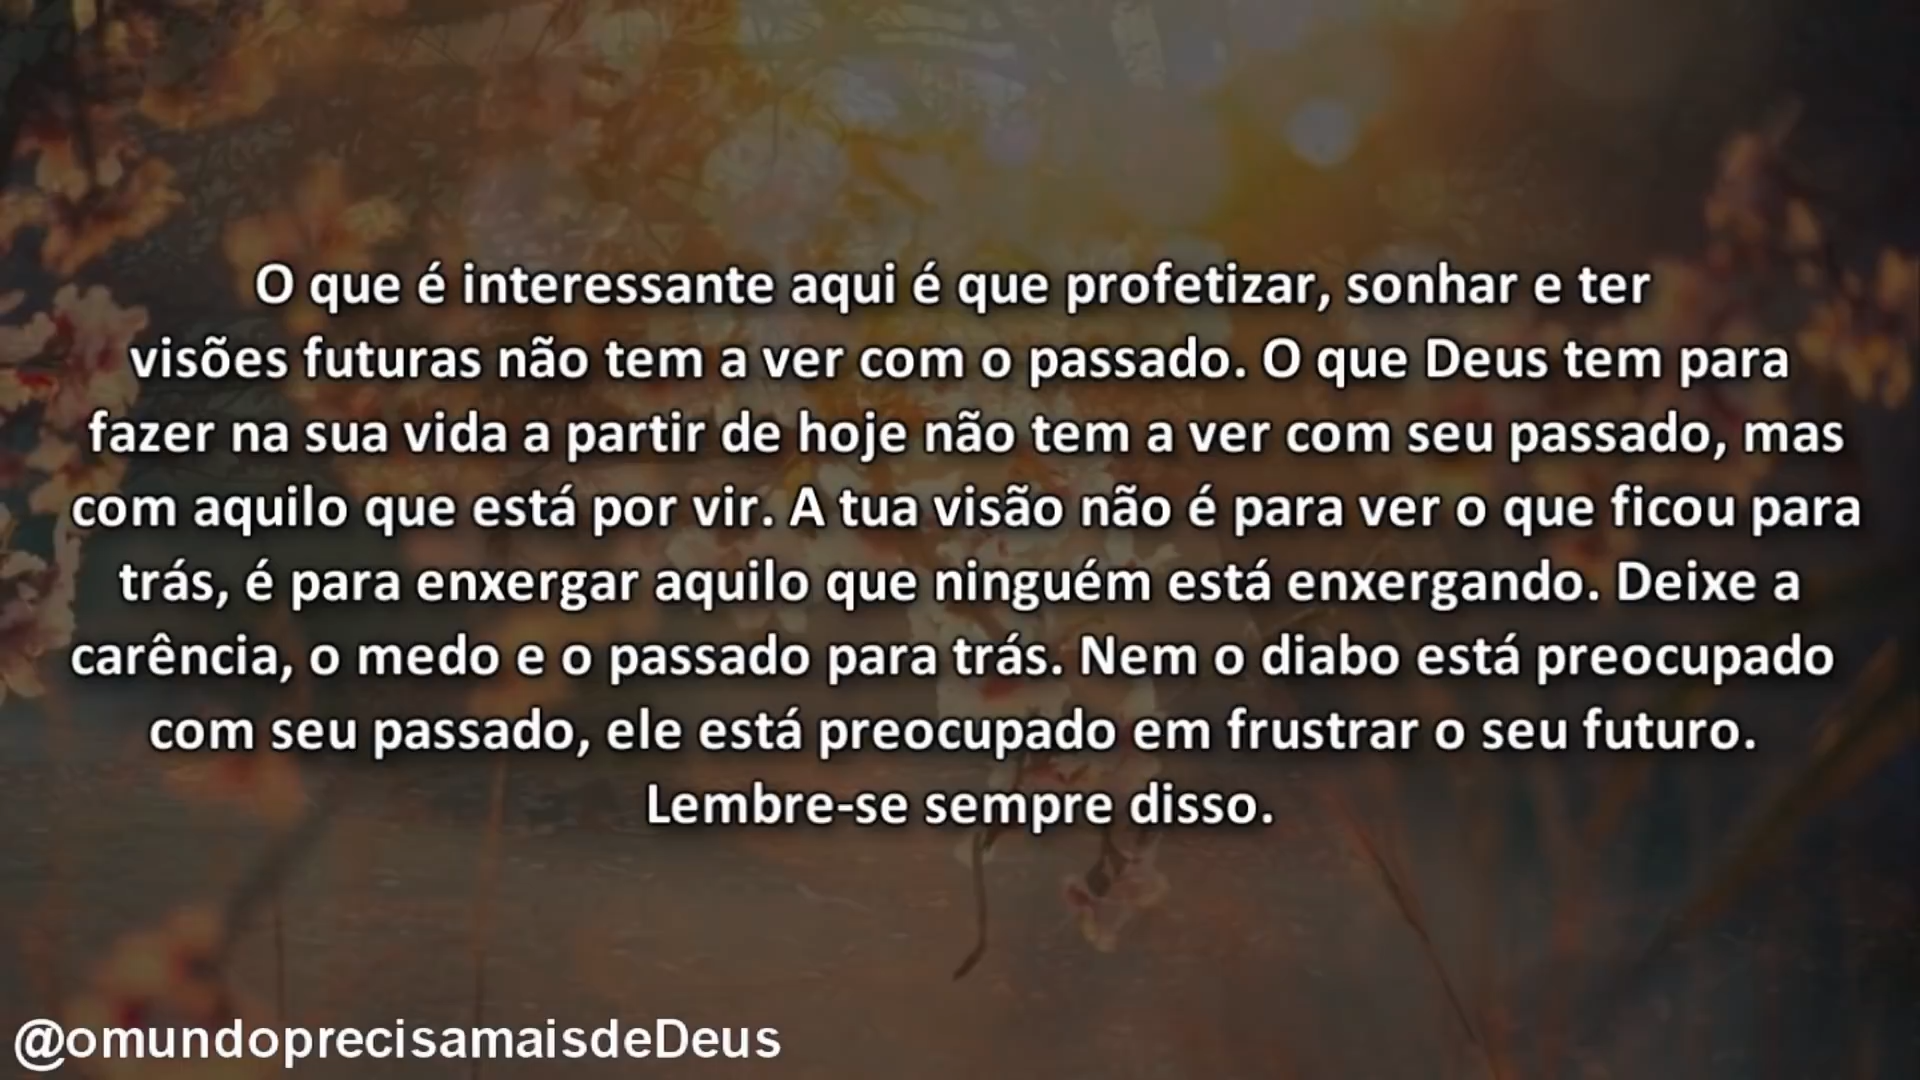 O que é interessante aqui é que profetizar, sonhar e ter
visões futuras não tem a ver com o passado. O que Deus tem para
fazer na sua vida a partir de hoje não tem a ver com seu passado, mas
com aquilo que está por vir. A tua visão não é para ver o que ficou para
trás, é para enxergar aquilo que ninguém está enxergando. Deixe a
carência, o medo e o passado para trás. Nem o diabo está preocupado
com seu passado, ele está preocupado em frustrar o seu futuro.
Lembre-se sempre disso.
@omundoprecisamaisdeDeus